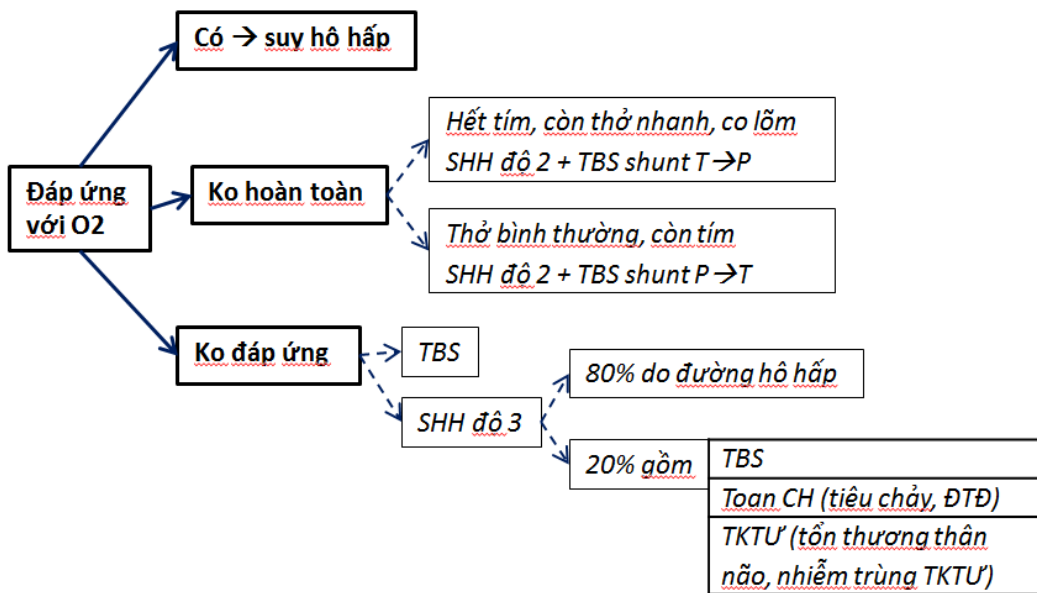 Có → suy hô hấp
Đáp ứng
với O2
Ko hoàn toàn
Hết tím, còn thở nhanh, co lõm
SHH độ 2 + TBS shunt T→P
Thở bình thường, còn tím
SHH độ 2 + TBS shunt P→T
Ko đáp ứng
TBS
SHH độ 3
80% do đường hô hấp
20% gồm
TBS
Toan CH (tiêu chảy, ĐTĐ)
TKTƯ (tổn thương thân
não, nhiễm trùng TKTƯ)